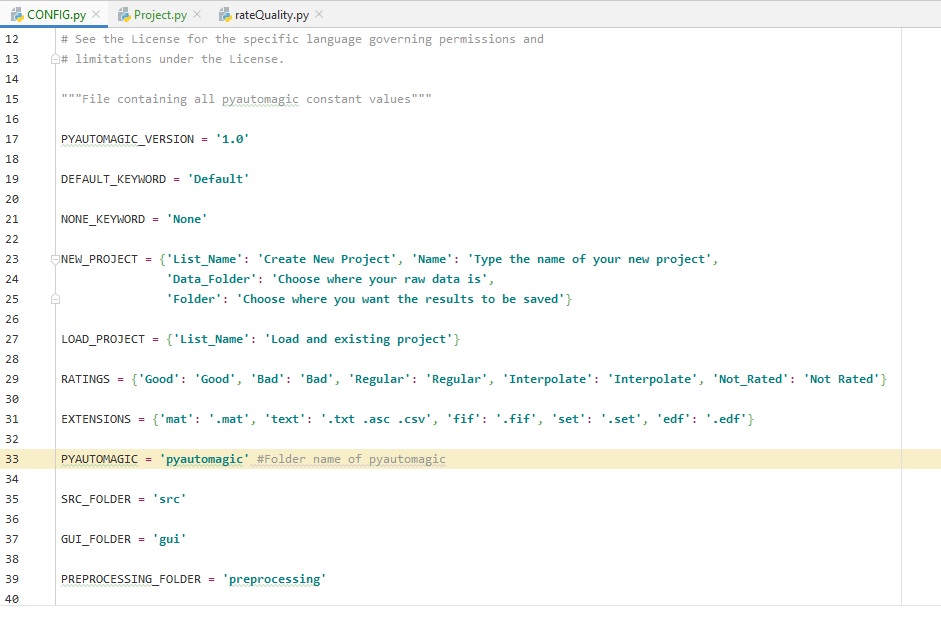 CONFIG.py Project.py rateQuality.py
12 # See the License for the specific language governing permissions and
13 # limitations under the License.
14
15 """File containing all pyautomagic constant values"""
16
17 PYAUTOMAGIC_VERSION = '1.0'
18
19 DEFAULT_KEYWORD = 'Default'
20
21 NONE_KEYWORD = 'None'
22
23 NEW_PROJECT = {'List_Name': 'Create New Project', 'Name': 'Type the name of your new project',
24 'Data_Folder': 'Choose where your raw data is',
25 'Folder': 'Choose where you want the results to be saved'}
26
27 LOAD_PROJECT = {'List_Name': 'Load and existing project'}
28
29 RATINGS = {'Good': 'Good', 'Bad': 'Bad', 'Regular': 'Regular', 'Interpolate': 'Interpolate', 'Not_Rated': 'Not Rated'}
30
31 EXTENSIONS = {'mat': '.mat', 'text': '.txt .asc .csv', 'fif': '.fif', 'set': '.set', 'edf': '.edf'}
32
33 PYAUTOMAGIC = 'pyautomagic' #Folder name of pyautomagic
34
35 SRC_FOLDER = 'src'
36
37 GUI_FOLDER = 'gui'
38
39 PREPROCESSING_FOLDER = 'preprocessing'
40